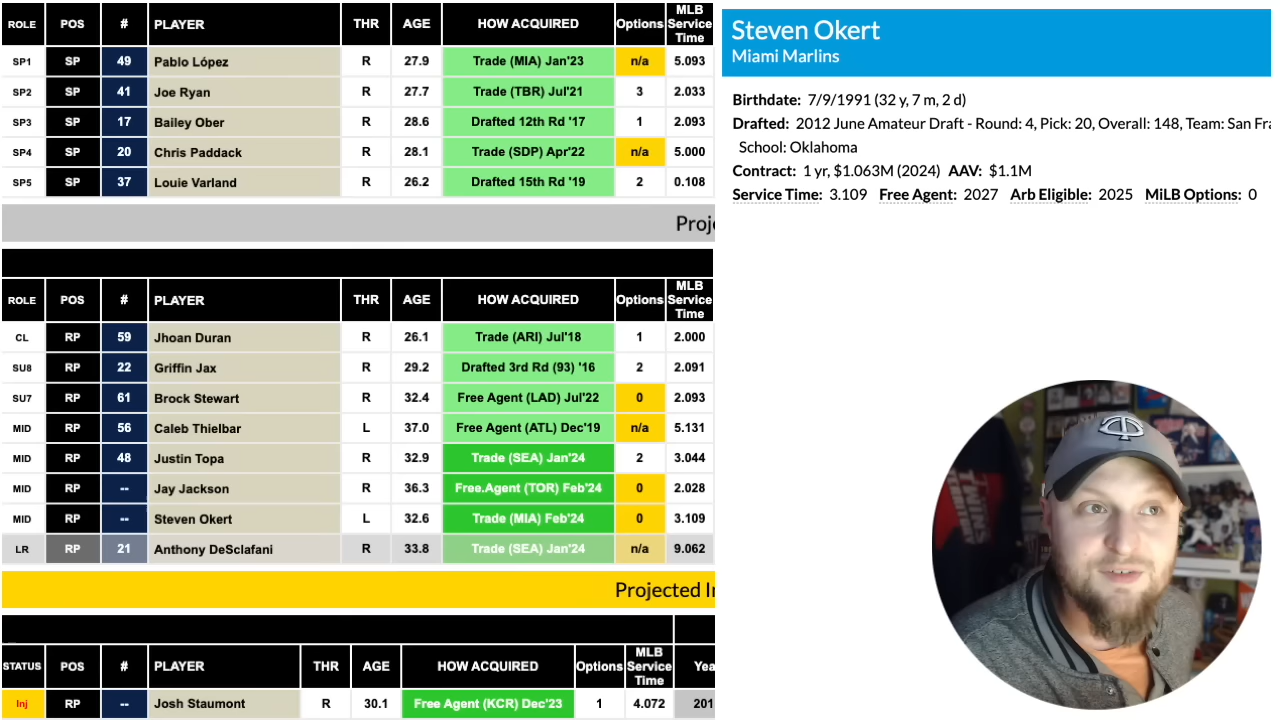 ROLE POS # PLAYER THR AGE HOW ACQUIRED Options MLB Service Time
SP1 SP 49 Pablo López R 27.9 Trade (MIA) Jan'23 n/a 5.093
SP2 SP 41 Joe Ryan R 27.7 Trade (TBR) Jul'21 3 2.033
SP3 SP 17 Bailey Ober R 28.6 Drafted 12th Rd '17 1 2.093
SP4 SP 20 Chris Paddack R 28.1 Trade (SDP) Apr'22 n/a 5.000
SP5 SP 37 Louie Varland R 26.2 Drafted 15th Rd '19 2 0.108
Proj
ROLE POS # PLAYER THR AGE HOW ACQUIRED Options MLB Service Time
CL RP 59 Jhoan Duran R 26.1 Trade (ARI) Jul'18 1 2.000
SU8 RP 22 Griffin Jax R 29.2 Drafted 3rd Rd (93) '16 2 2.091
SU7 RP 61 Brock Stewart R 32.4 Free Agent (LAD) Jul'22 0 2.093
MID RP 56 Caleb Thielbar L 37.0 Free Agent (ATL) Dec'19 n/a 5.131
MID RP 48 Justin Topa R 32.9 Trade (SEA) Jan'24 2 3.044
MID RP -- Jay Jackson R 36.3 Free.Agent (TOR) Feb'24 0 2.028
MID RP -- Steven Okert L 32.6 Trade (MIA) Feb'24 0 3.109
LR RP 21 Anthony DeSclafani R 33.8 Trade (SEA) Jan'24 n/a 9.062
Projected I
STATUS POS # PLAYER THR AGE HOW ACQUIRED Options MLB Service Time Yea
Inj RP -- Josh Staumont R 30.1 Free Agent (KCR) Dec'23 1 4.072 201
Steven Okert
Miami Marlins
Birthdate: 7/9/1991 (32 y, 7 m, 2 d)
Drafted: 2012 June Amateur Draft - Round: 4, Pick: 20, Overall: 148, Team: San Fra
School: Oklahoma
Contract: 1 yr, $1.063M (2024) AAV: $1.1M
Service Time: 3.109 Free Agent: 2027 Arb Eligible: 2025 MiLB Options: 0